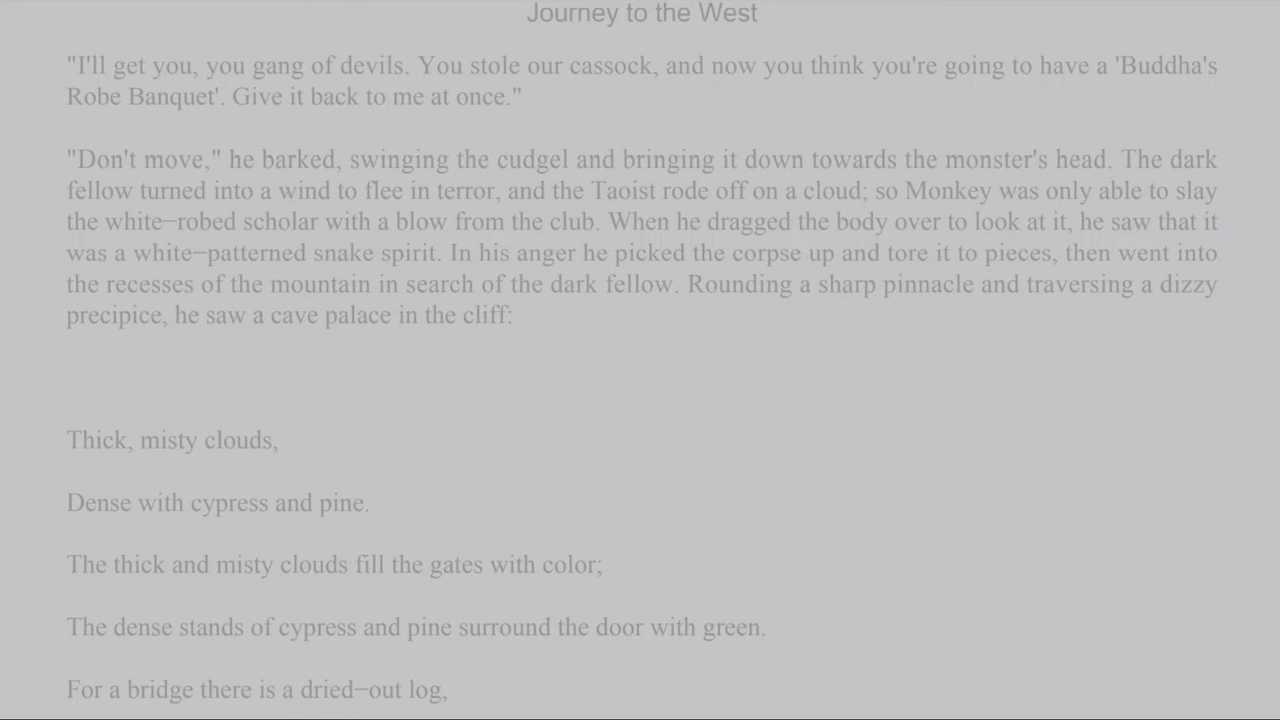 Journey to the West
"I'll get you, you gang of devils. You stole our cassock, and now you think you're going to have a 'Buddha's
Robe Banquet'. Give it back to me at once."
"Don't move," he barked, swinging the cudgel and bringing it down towards the monster's head. The dark
fellow turned into a wind to flee in terror, and the Taoist rode off on a cloud; so Monkey was only able to slay
the white−robed scholar with a blow from the club. When he dragged the body over to look at it, he saw that it
was a white−patterned snake spirit. In his anger he picked the corpse up and tore it to pieces, then went into
the recesses of the mountain in search of the dark fellow. Rounding a sharp pinnacle and traversing a dizzy
precipice, he saw a cave palace in the cliff:
Thick, misty clouds,
Dense with cypress and pine.
The thick and misty clouds fill the gates with color;
The dense stands of cypress and pine surround the door with green.
For a bridge there is a dried−out log,